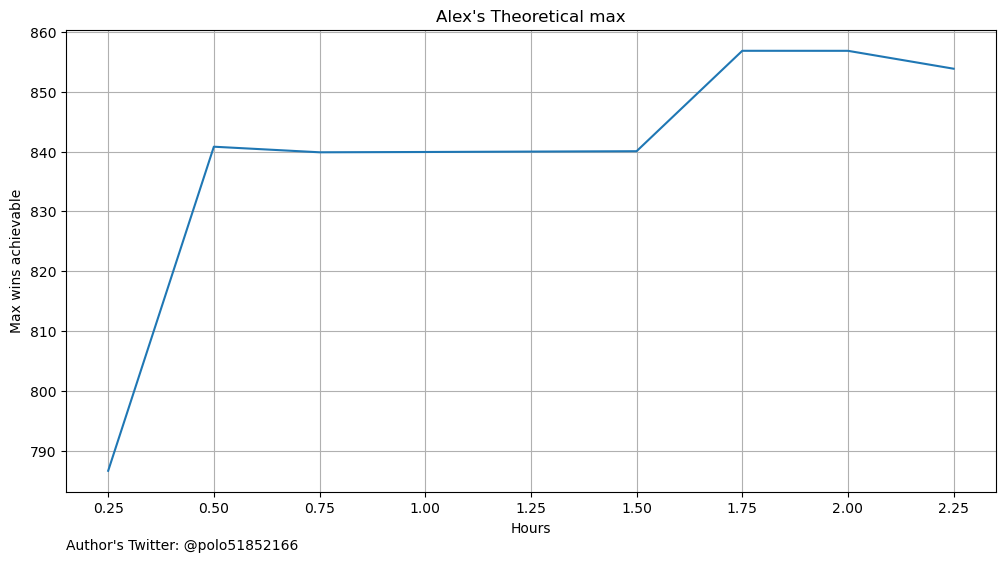 Alex's Theoretical max
860
850
840
830
820
810
800
790
Max wins achievable
0.25 0.50 0.75 1.00 1.25 1.50 1.75 2.00 2.25
Hours
Author's Twitter: @polo51852166